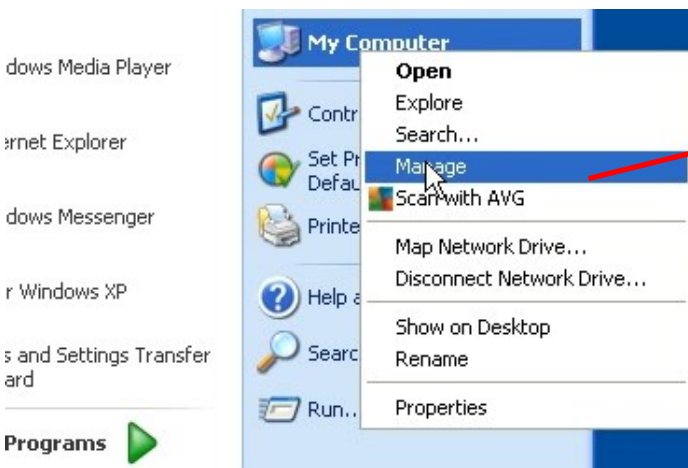 dows Media Player
ernet Explorer
dows Messenger
r Windows XP
s and Settings Transfer
ard
Programs
My Computer
Contr
Set Pr
Defau
Printe
Help a
Searc
Run..
Open
Explore
Search...
Manage
Scan with AVG
Map Network Drive...
Disconnect Network Drive...
Show on Desktop
Rename
Properties